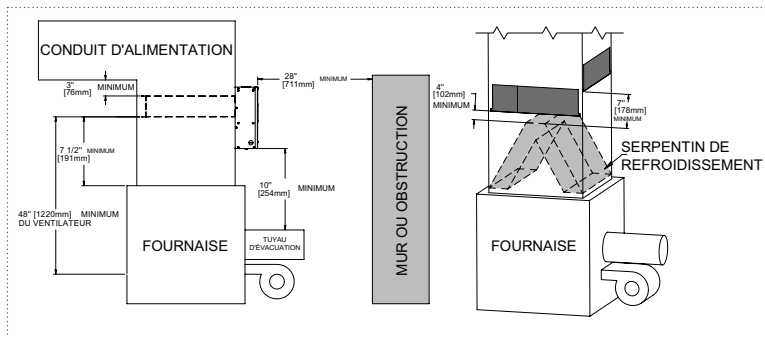 CONDUIT D'ALIMENTATION
3"
[76mm]
MINIMUM
28"
[711mm]
MINIMUM
7 1/2" MINIMUM
[191mm]
10"
[254mm]
MINIMUM
48" [1220mm] MINIMUM
DU VENTILATEUR
FOURNAISE
TUYAU
D'ÉVACUATION
MUR OU OBSTRUCTION
4"
[102mm]
MINIMUM
7"
[178mm]
MINIMUM
SERPENTIN DE
REFROIDISSEMENT
FOURNAISE